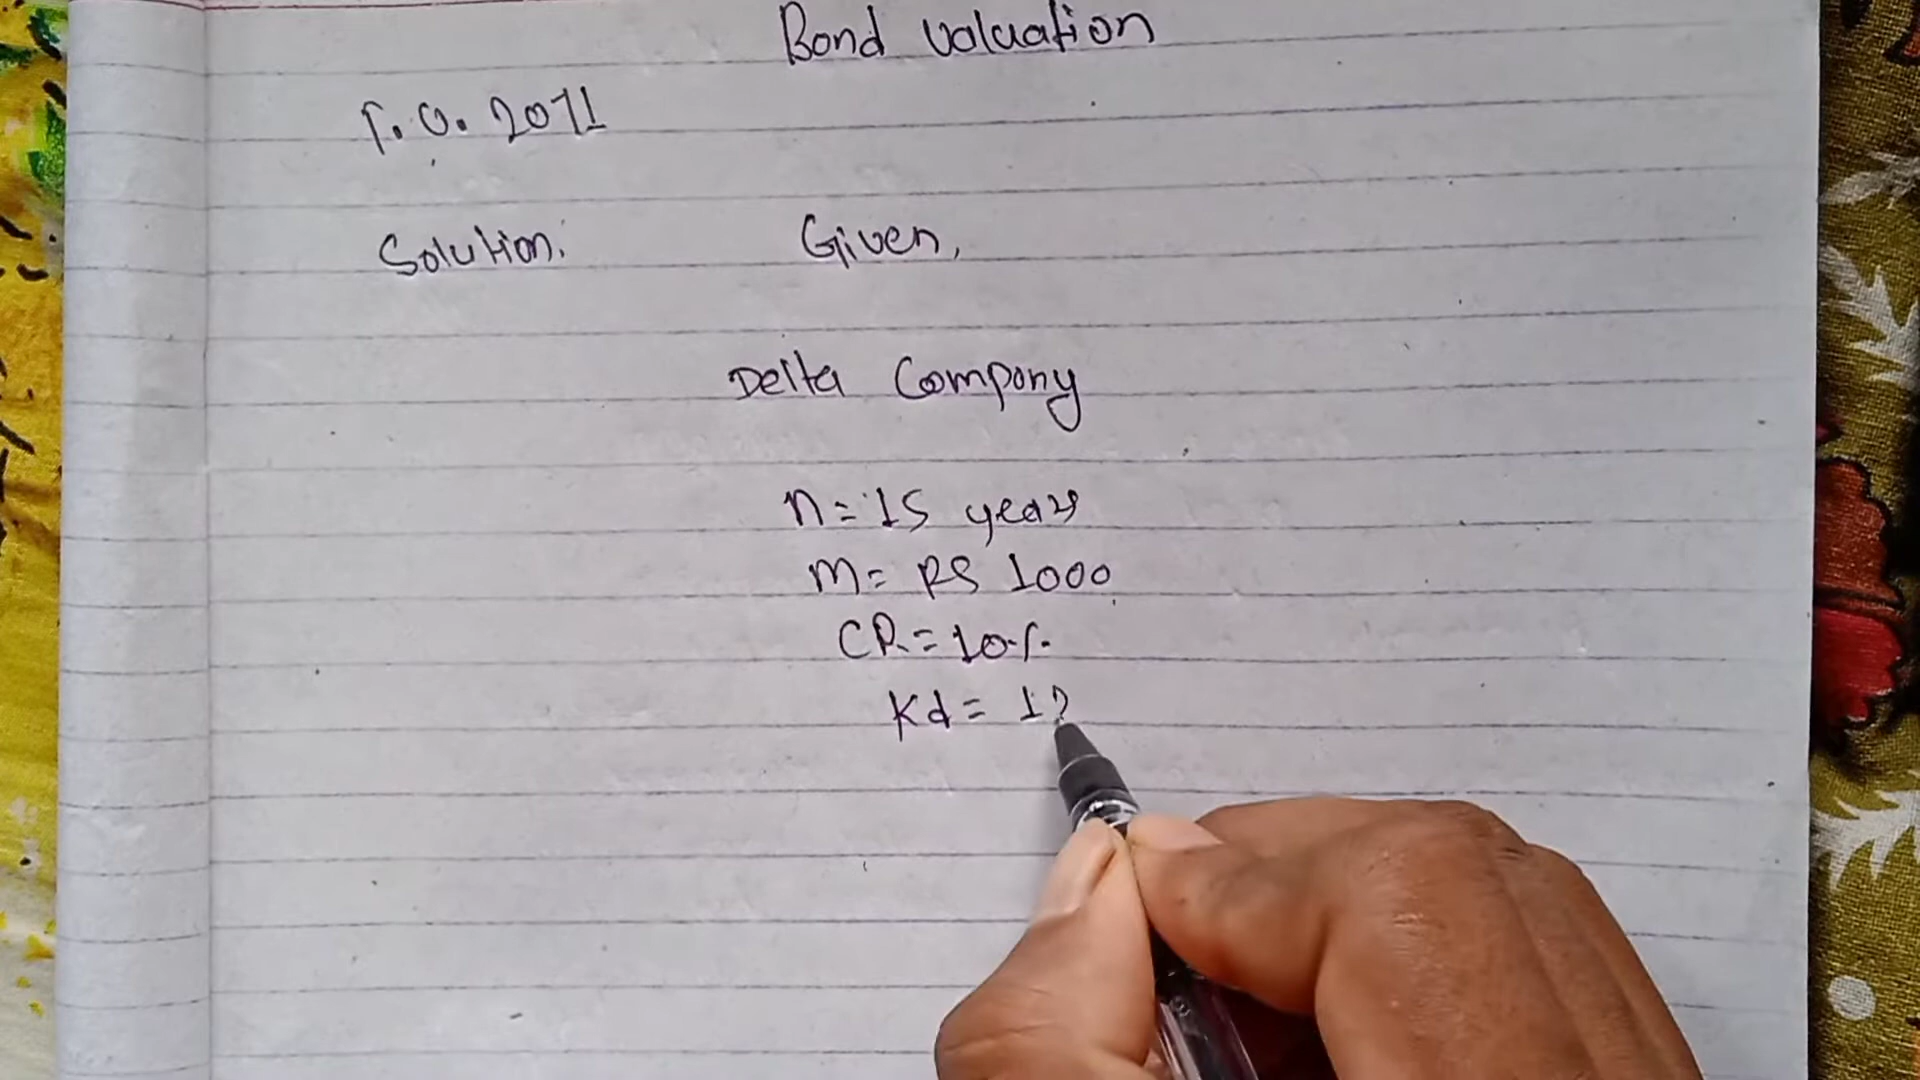 Bond valuation
T.U. 2071
Solution, Given,
Delta Company
n = 15 years
M = RS 1000
CR = 10%
Kd = 12